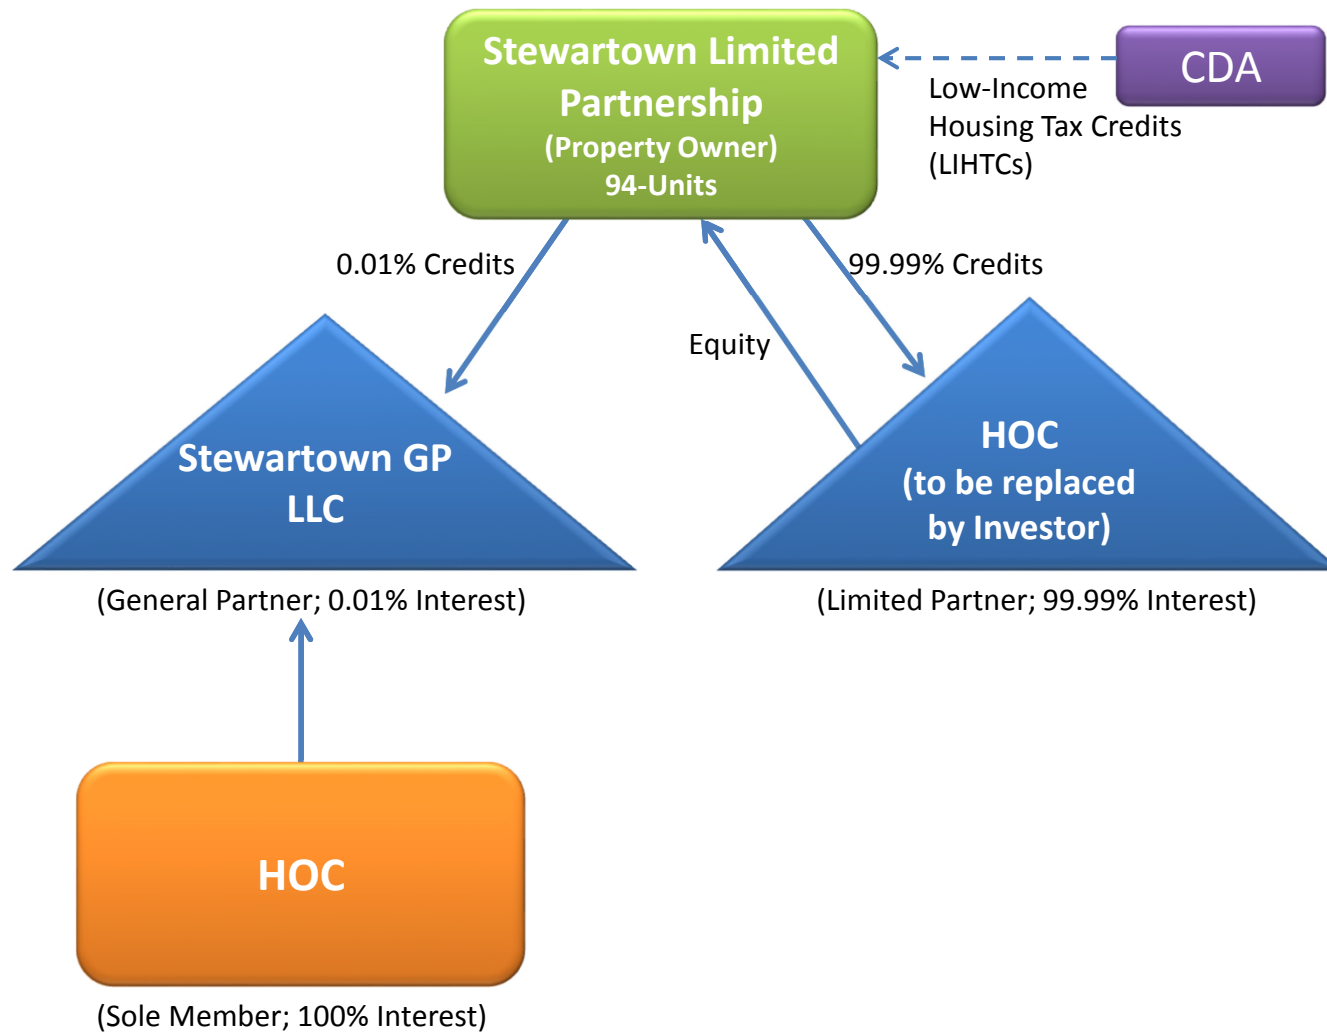 Stewartown Limited
Partnership
(Property Owner)
94-Units
CDA
Low-Income
Housing Tax Credits
(LIHTCs)
0.01% Credits
99.99% Credits
Equity
Stewartown GP
LLC
HOC
(to be replaced
by Investor)
(General Partner; 0.01% Interest)
(Limited Partner; 99.99% Interest)
HOC
(Sole Member; 100% Interest)